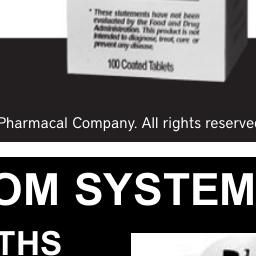 * These statements have not been
evaluated by the Food and Drug
Administration. This product is not
intended to diagnose, treat, cure or
prevent any disease.
100 Coated Tablets
Pharmacal Company. All rights reserve
OM SYSTEM
THS